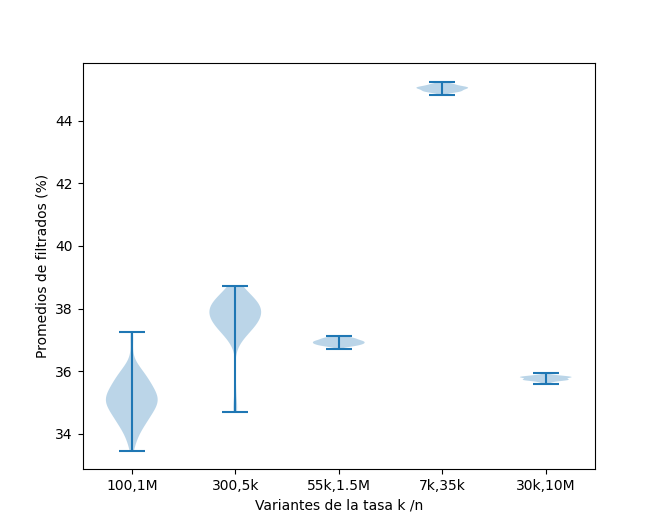 44
42
40
38
36
34
Promedios de filtrados (%)
100,1M 300,5k 55k,1.5M 7k,35k 30k,10M
Variantes de la tasa k /n